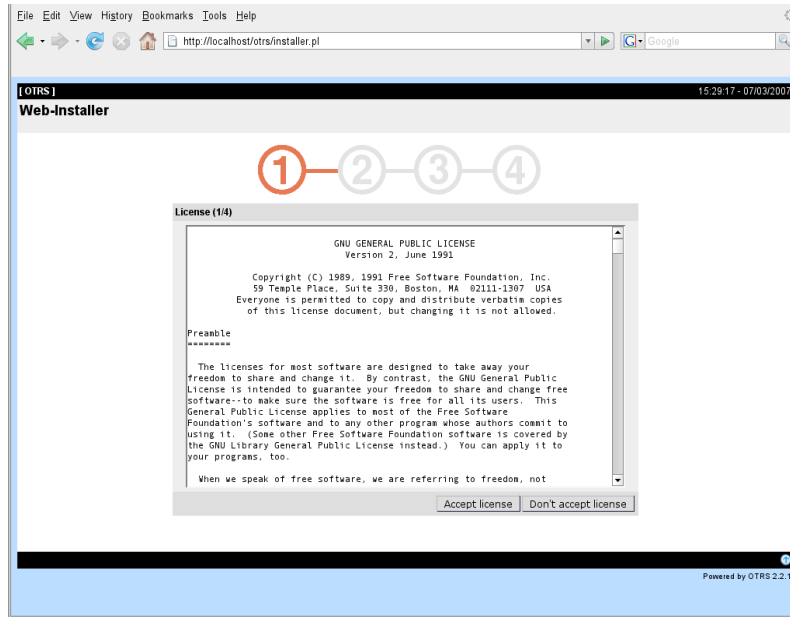 File Edit View History Bookmarks Tools Help
http://localhost/otrs/installer.pl
G Google
[ OTRS ] 15:29:17 - 07/03/2007
Web-Installer
1 2 3 4
License (1/4)
GNU GENERAL PUBLIC LICENSE
Version 2, June 1991
Copyright (C) 1989, 1991 Free Software Foundation, Inc.
59 Temple Place, Suite 330, Boston, MA 02111-1307 USA
Everyone is permitted to copy and distribute verbatim copies
of this license document, but changing it is not allowed.
Preamble
========
The licenses for most software are designed to take away your
freedom to share and change it. By contrast, the GNU General Public
License is intended to guarantee your freedom to share and change free
software--to make sure the software is free for all its users. This
General Public License applies to most of the Free Software
Foundation's software and to any other program whose authors commit to
using it. (Some other Free Software Foundation software is covered by
the GNU Library General Public License instead.) You can apply it to
your programs, too.
When we speak of free software, we are referring to freedom, not
Accept license Don't accept license
Powered by OTRS 2.2.1